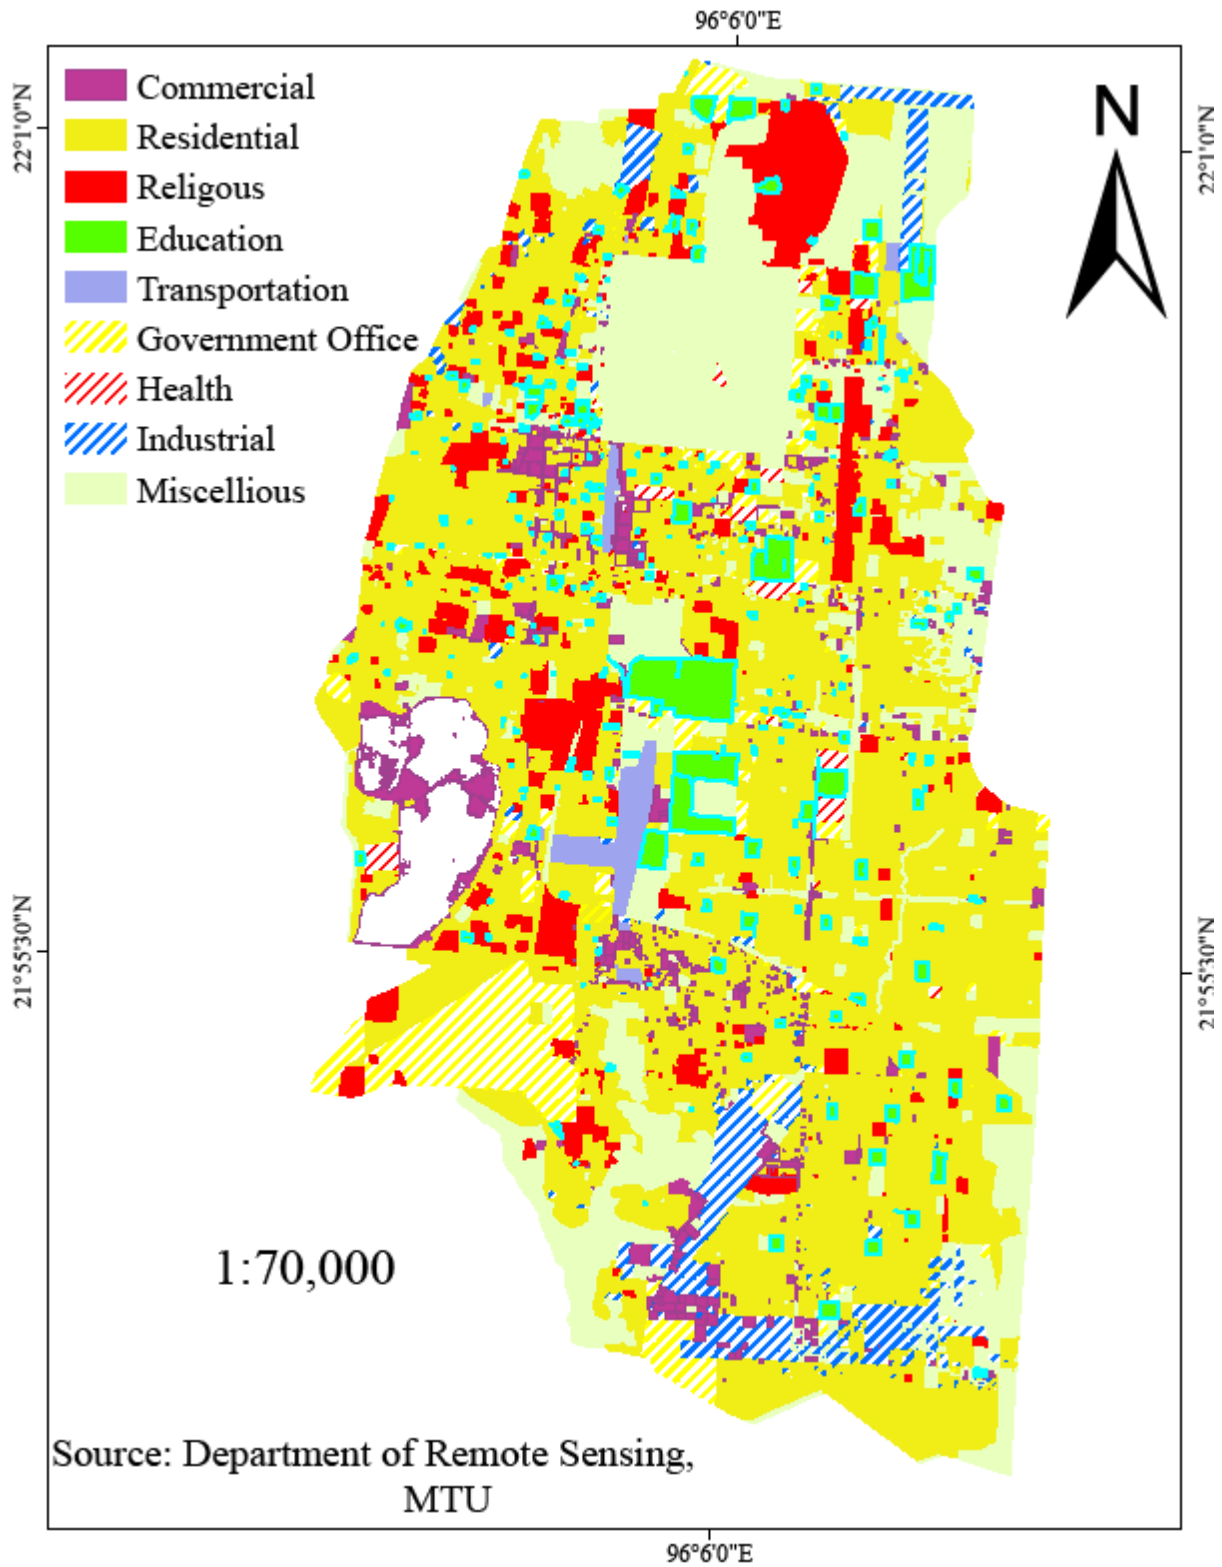 96°6'0"E
22°1'0"N
22°1'0"N
N
Commercial
Residential
Religous
Education
Transportation
Government Office
Health
Industrial
Miscellious
21°55'30"N
21°55'30"N
1:70,000
Source: Department of Remote Sensing,
MTU
96°6'0"E